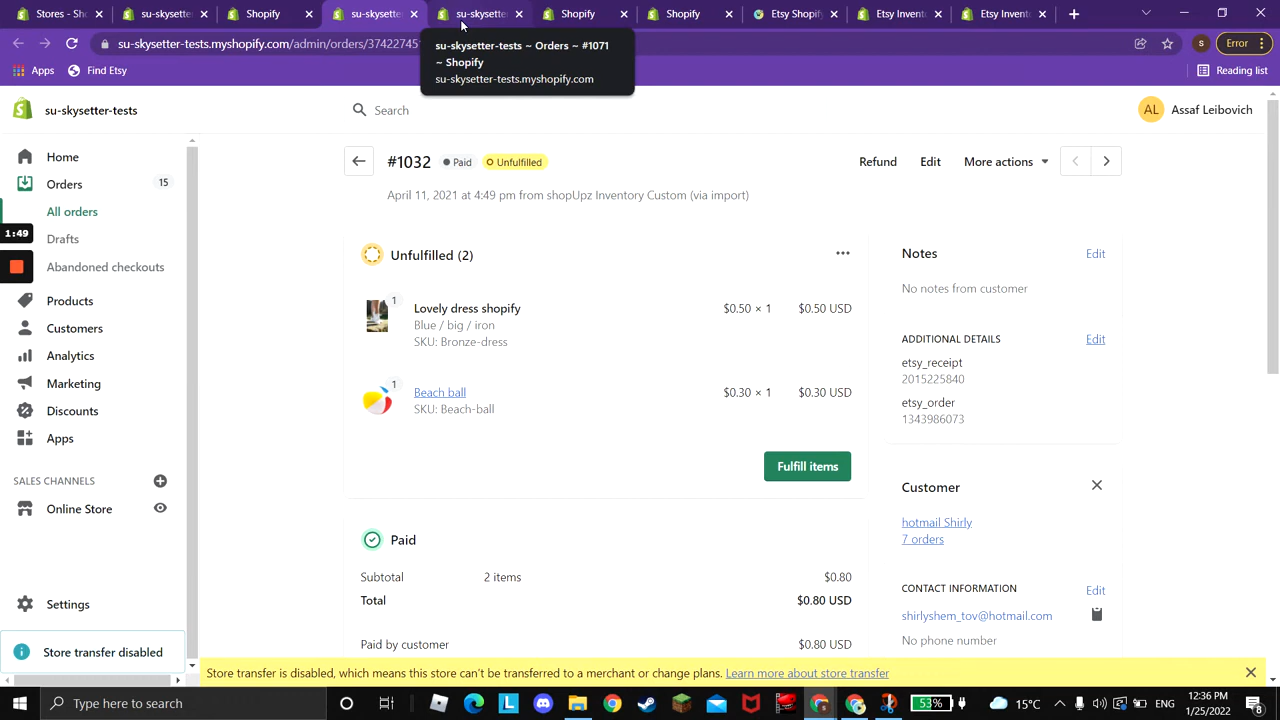 Shopify
su-skysetter
Shopify
Shopify
Etsy Shopify
Etsy Invent
Etsy Invent
su-skysetter-tests.myshopify.com/admin/orders/37422745
S
Error
su-skysetter-tests ~ Orders ~ #1071
~ Shopify
su-skysetter-tests.myshopify.com
Apps
Find Etsy
Reading list
su-skysetter-tests
Search
AL
Assaf Leibovich
Home
Orders
15
All orders
1:49
Drafts
Abandoned checkouts
Products
Customers
Analytics
Marketing
Discounts
Apps
SALES CHANNELS
Online Store
Settings
Store transfer disabled
#1032
Paid
Unfulfilled
Refund
Edit
More actions
April 11, 2021 at 4:49 pm from shopUpz Inventory Custom (via import)
Unfulfilled (2)
1
Lovely dress shopify
$0.50 × 1
$0.50 USD
Blue / big / iron
SKU: Bronze-dress
1
Beach ball
$0.30 × 1
$0.30 USD
SKU: Beach-ball
Fulfill items
Paid
Subtotal
2 items
$0.80
Total
$0.80 USD
Paid by customer
$0.80 USD
Notes
Edit
No notes from customer
ADDITIONAL DETAILS
Edit
etsy_receipt
2015225840
etsy_order
1343986073
Customer
hotmail Shirly
7 orders
CONTACT INFORMATION
Edit
shirlyshem_tov@hotmail.com
No phone number
Store transfer is disabled, which means this store can't be transferred to a merchant or change plans. Learn more about store transfer
Type here to search
53%
15°C
ENG
12:36 PM
1/25/2022
8